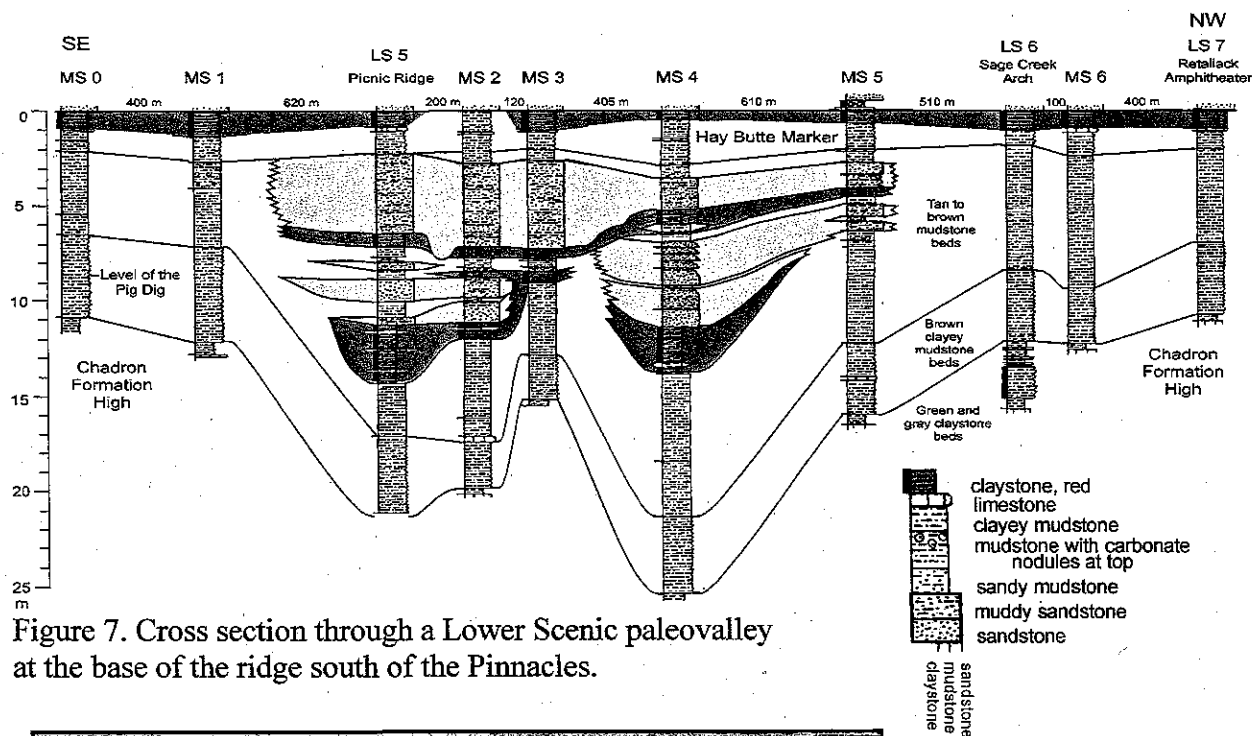 SE
NW
LS 5
LS 6
LS 7
MS 0
MS 1
Picnic Ridge
MS 2
MS 3
MS 4
MS 5
Sage Creek
Arch
MS 6
Retallack
Amphitheater
400 m
620 m
200 m
120
405 m
610 m
510 m
100
400 m
0
Hay Butte Marker
5
Tan to
brown
mudstone
beds
Level of the
Pig Dig
10
Chadron
Formation
High
Brown
clayey
mudstone
beds
Chadron
Formation
High
15
Green and
gray claystone
beds
20
25
m
claystone, red
limestone
clayey mudstone
mudstone with carbonate
nodules at top
sandy mudstone
muddy sandstone
sandstone
sandstone
mudstone
claystone
Figure 7. Cross section through a Lower Scenic paleovalley
at the base of the ridge south of the Pinnacles.